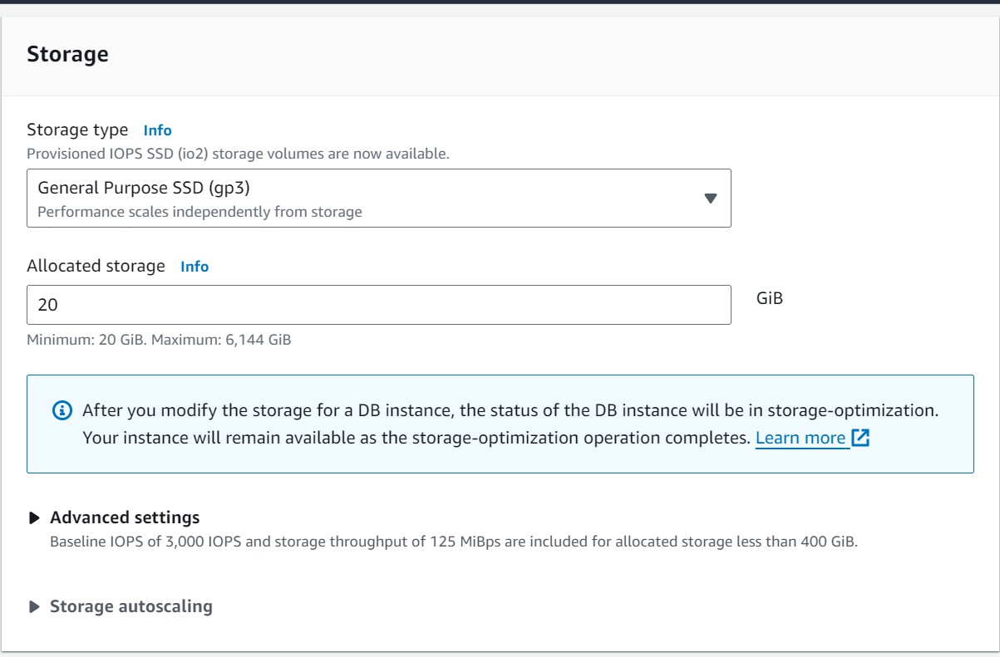 Storage
Storage type Info
Provisioned IOPS SSD (io2) storage volumes are now available.
General Purpose SSD (gp3)
Performance scales independently from storage
Allocated storage Info
20
GiB
Minimum: 20 GiB. Maximum: 6,144 GiB
After you modify the storage for a DB instance, the status of the DB instance will be in storage-optimization.
Your instance will remain available as the storage-optimization operation completes. Learn more
Advanced settings
Baseline IOPS of 3,000 IOPS and storage throughput of 125 MiBps are included for allocated storage less than 400 GiB.
Storage autoscaling